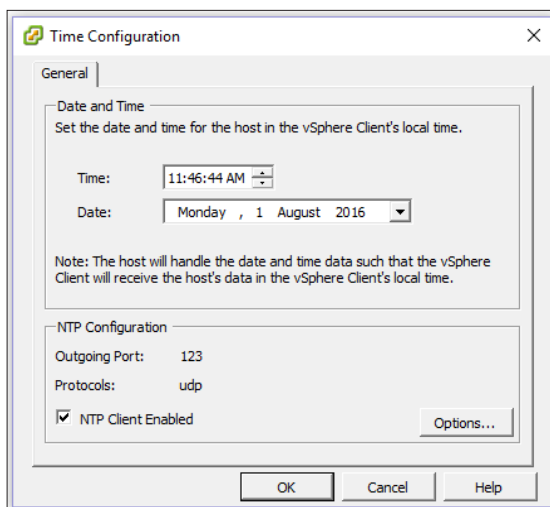 Time Configuration
General
Date and Time
Set the date and time for the host in the vSphere Client's local time.
Time: 11:46:44 AM
Date: Monday , 1 August 2016
Note: The host will handle the date and time data such that the vSphere
Client will receive the host's data in the vSphere Client's local time.
NTP Configuration
Outgoing Port: 123
Protocols: udp
NTP Client Enabled
Options...
OK Cancel Help